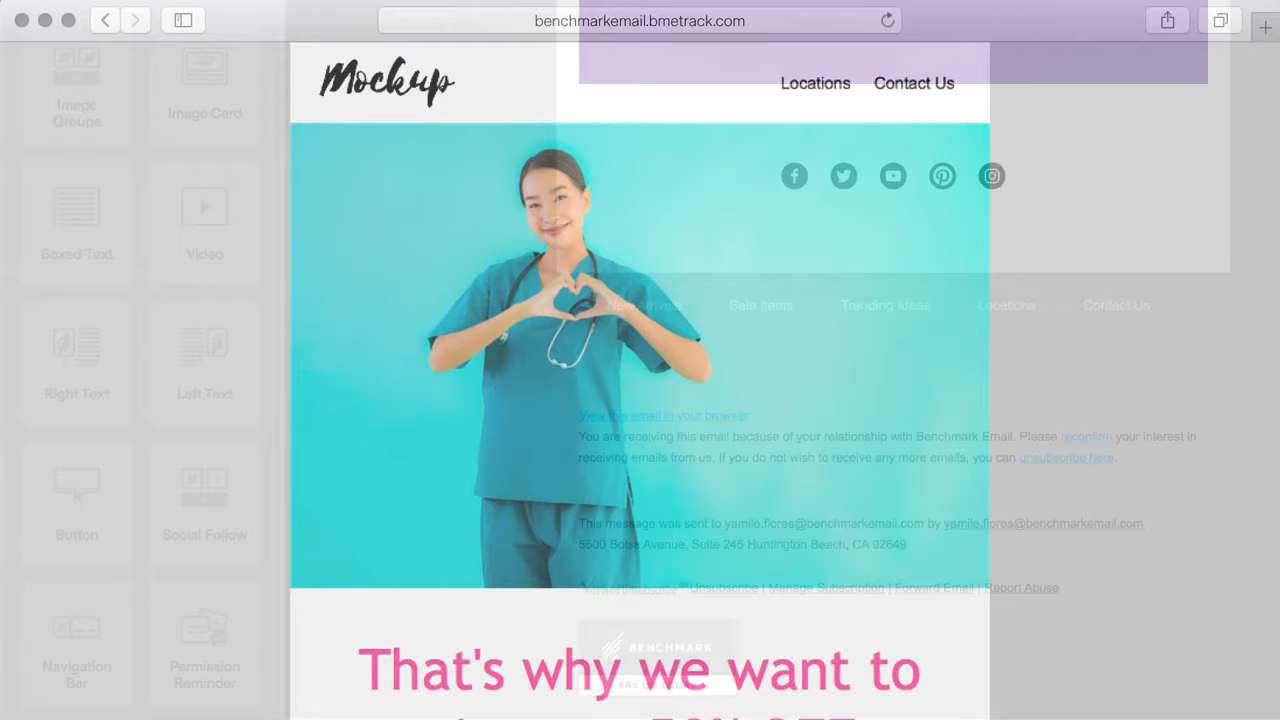 benchmarkemail.bmetrack.com
Mockup
Locations Contact Us
Image Groups
Image Card
Boxed Text
Video
Right Text
Left Text
Button
Social Follow
Navigation Bar
Permission Reminder
New Arrivals Sale Items Trending Ideas Locations Contact Us
View this email in your browser
You are receiving this email because of your relationship with Benchmark Email. Please reconfirm your interest in
receiving emails from us. If you do not wish to receive any more emails, you can unsubscribe here.
This message was sent to yamile.flores@benchmarkemail.com by yamile.flores@benchmarkemail.com
5500 Bolsa Avenue, Suite 245 Huntington Beach, CA 92649
Unsubscribe | Manage Subscription | Forward Email | Report Abuse
BENCHMARK
That's why we want to